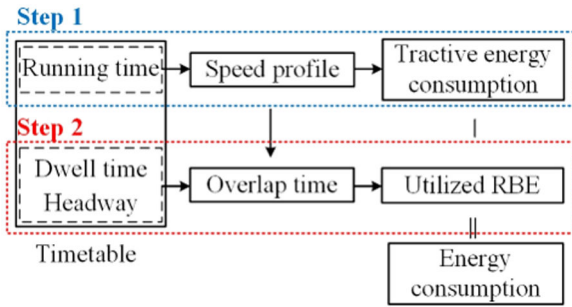 Step 1
Running time
Speed profile
Tractive energy
consumption
Step 2
Dwell time
Headway
Overlap time
Utilized RBE
Timetable
Energy
consumption